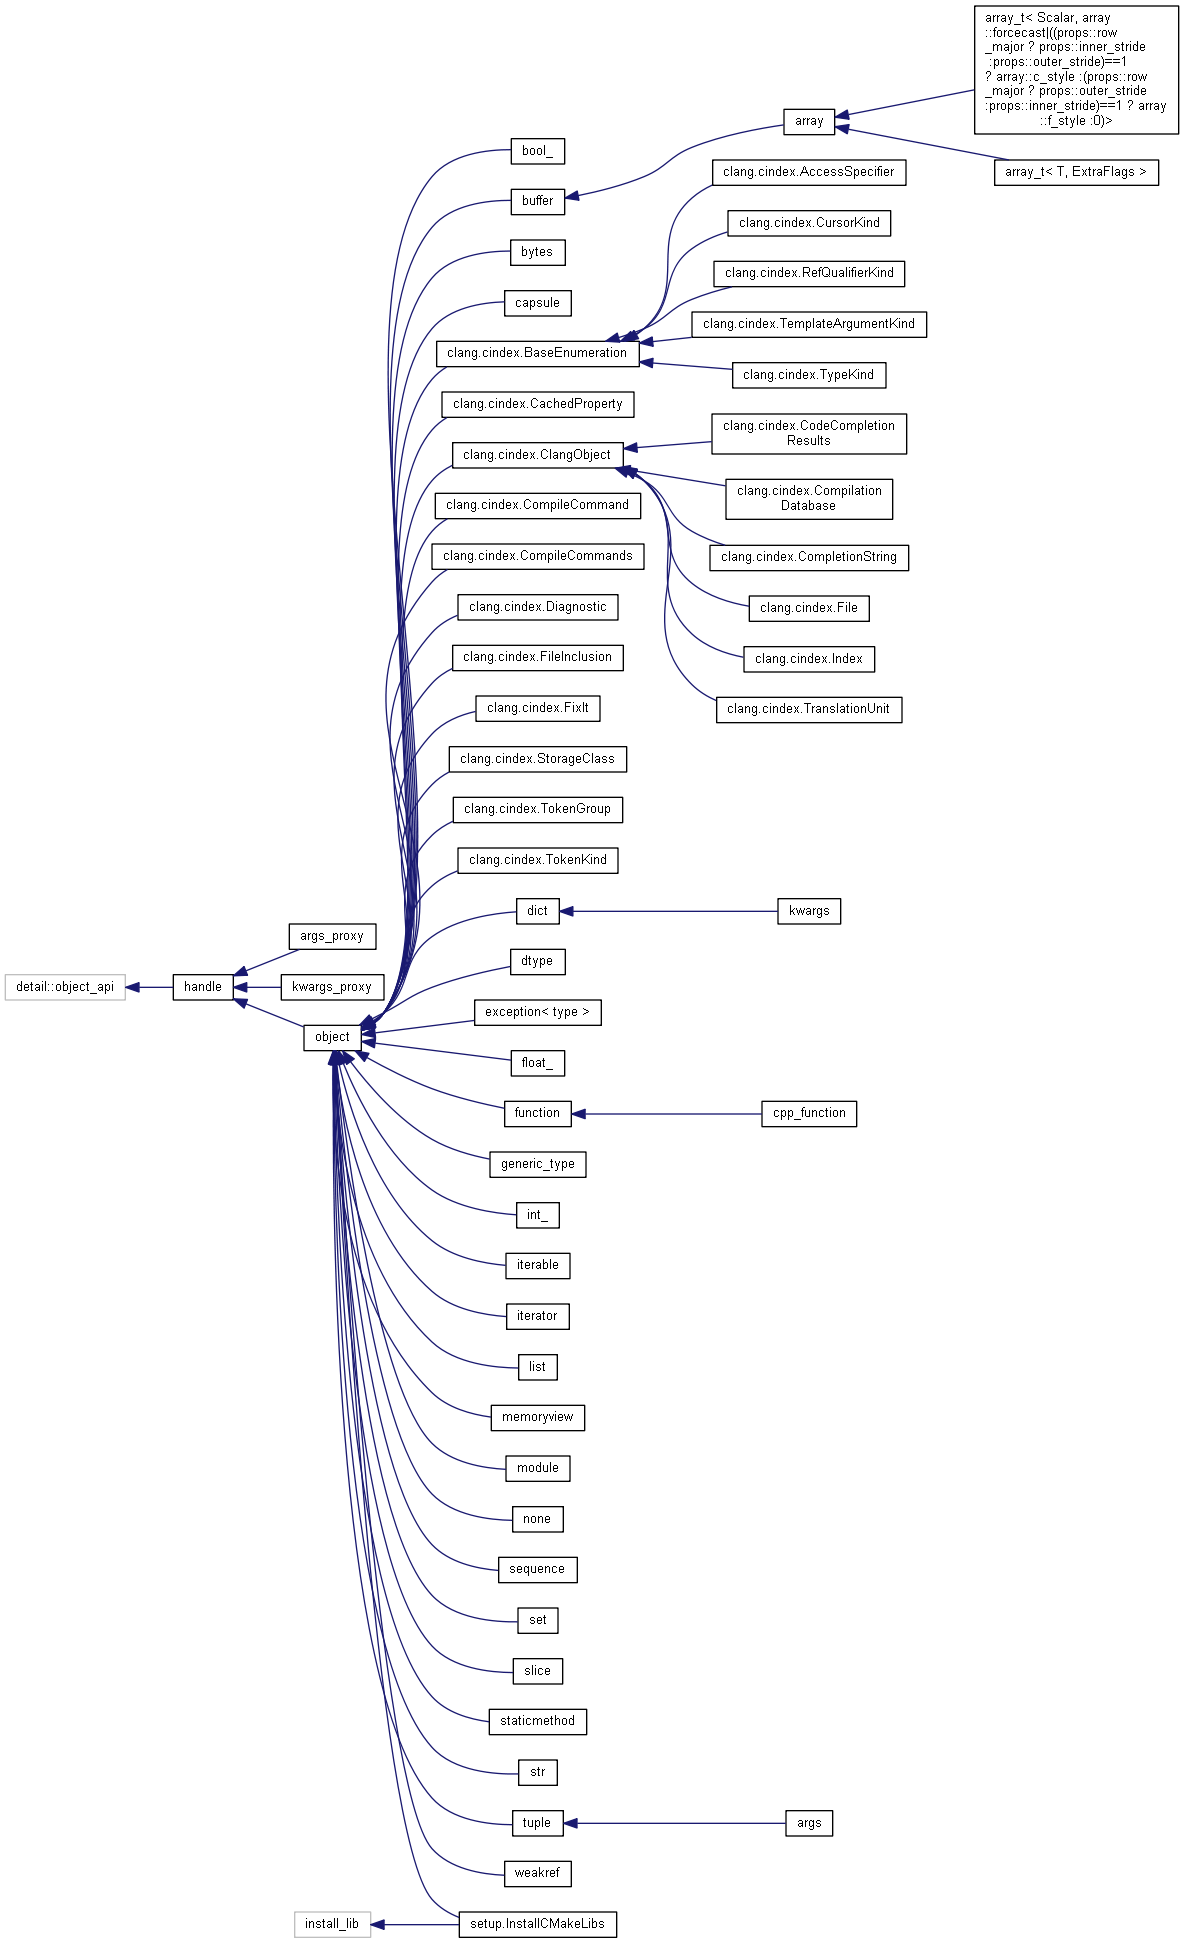 array_t< Scalar, array
::forcecast|((props::row
_major ? props::inner_stride
:props::outer_stride)==1
? array::c_style :(props::row
_major ? props::outer_stride
:props::inner_stride)==1 ? array
::f_style :0)>
array
array_t< T, ExtraFlags >
bool_
buffer
bytes
capsule
clang.cindex.AccessSpecifier
clang.cindex.CursorKind
clang.cindex.RefQualifierKind
clang.cindex.TemplateArgumentKind
clang.cindex.BaseEnumeration
clang.cindex.TypeKind
clang.cindex.CachedProperty
clang.cindex.CodeCompletion
Results
clang.cindex.ClangObject
clang.cindex.Compilation
Database
clang.cindex.CompileCommand
clang.cindex.CompileCommands
clang.cindex.CompletionString
clang.cindex.Diagnostic
clang.cindex.File
clang.cindex.FileInclusion
clang.cindex.Index
clang.cindex.FixIt
clang.cindex.TranslationUnit
clang.cindex.StorageClass
clang.cindex.TokenGroup
clang.cindex.TokenKind
dict
kwargs
args_proxy
dtype
detail::object_api
handle
kwargs_proxy
exception< type >
object
float_
function
cpp_function
generic_type
int_
iterable
iterator
list
memoryview
module
none
sequence
set
slice
staticmethod
str
tuple
args
weakref
install_lib
setup.InstallCMakeLibs